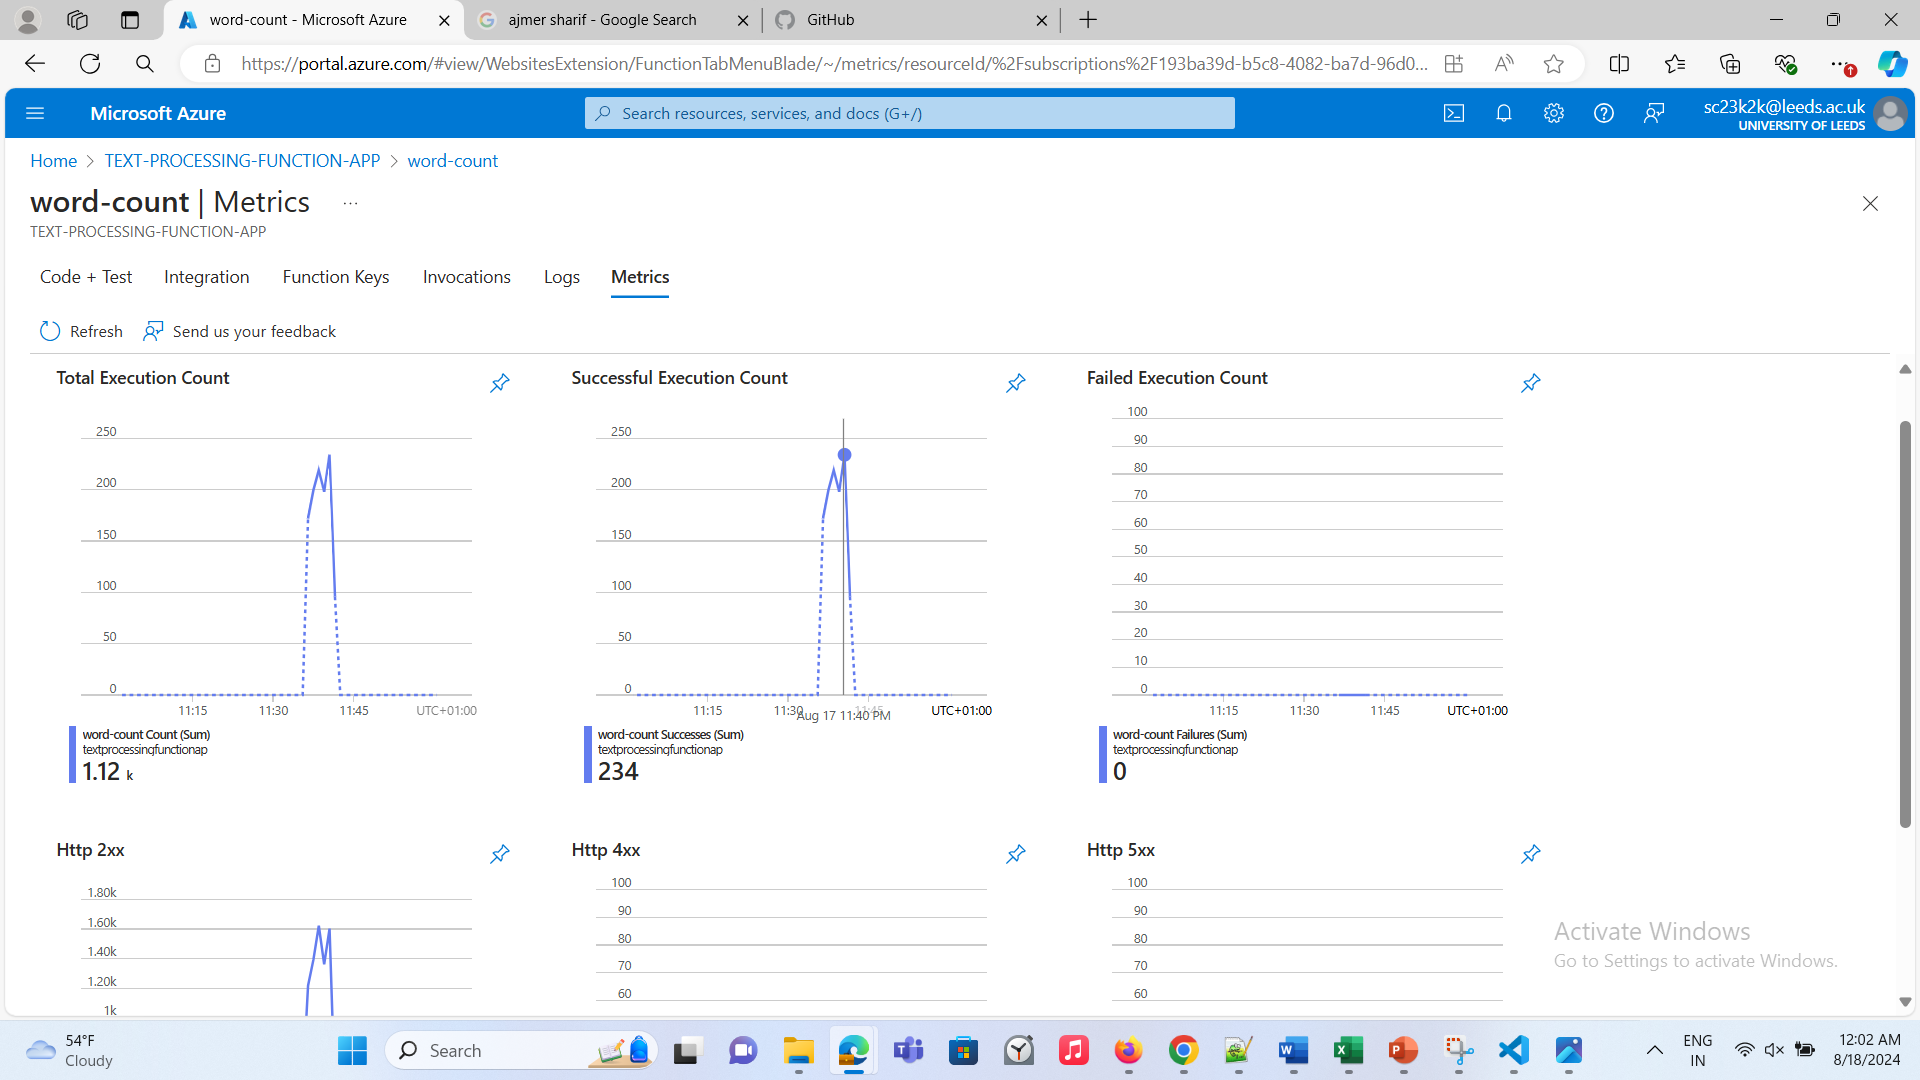 word-count - Microsoft Azure
ajmer sharif - Google Search
GitHub
https://portal.azure.com/#view/WebsitesExtension/FunctionTabMenuBlade/~/metrics/resourceId/%2Fsubscriptions%2F193ba39d-b5c8-4082-ba7d-96d0...
Microsoft Azure
Search resources, services, and docs (G+/)
sc23k2k@leeds.ac.uk
UNIVERSITY OF LEEDS
Home > TEXT-PROCESSING-FUNCTION-APP > word-count
word-count | Metrics ...
TEXT-PROCESSING-FUNCTION-APP
Code + Test Integration Function Keys Invocations Logs Metrics
Refresh Send us your feedback
Total Execution Count
250
200
150
100
50
0
11:15 11:30 11:45 UTC+01:00
word-count Count (Sum)
textprocessingfunctionap
1.12 k
Successful Execution Count
250
200
150
100
50
0
11:15 11:30 11:45 UTC+01:00
Aug 17 11:40 PM
word-count Successes (Sum)
textprocessingfunctionap
234
Failed Execution Count
100
90
80
70
60
50
40
30
20
10
0
11:15 11:30 11:45 UTC+01:00
word-count Failures (Sum)
textprocessingfunctionap
0
Http 2xx
1.80k
1.60k
1.40k
1.20k
1k
Http 4xx
100
90
80
70
60
Http 5xx
100
90
80
70
60
Activate Windows
Go to Settings to activate Windows.
54°F
Cloudy
Search
ENG
IN
12:02 AM
8/18/2024